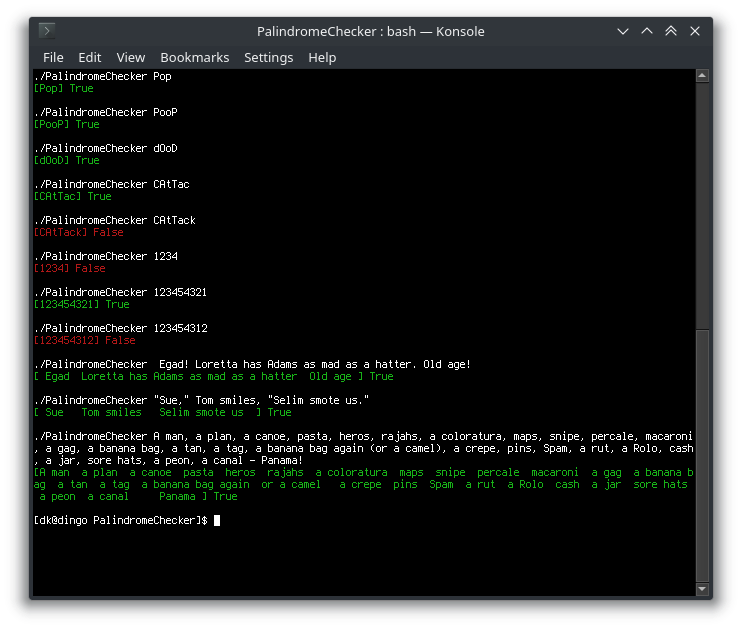 PalindromeChecker : bash — Konsole
File Edit View Bookmarks Settings Help
./PalindromeChecker Pop
[Pop] True
./PalindromeChecker PooP
[PooP] True
./PalindromeChecker dOoD
[dOoD] True
./PalindromeChecker CAtTac
[CAtTac] True
./PalindromeChecker CAtTack
[CAtTack] False
./PalindromeChecker 1234
[1234] False
./PalindromeChecker 123454321
[123454321] True
./PalindromeChecker 123454312
[123454312] False
./PalindromeChecker  Egad! Loretta has Adams as mad as a hatter. Old age!
[ Egad  Loretta has Adams as mad as a hatter  Old age ] True
./PalindromeChecker "Sue," Tom smiles, "Selim smote us."
[ Sue   Tom smiles   Selim smote us  ] True
./PalindromeChecker A man, a plan, a canoe, pasta, heros, rajahs, a coloratura, maps, snipe, percale, macaroni
, a gag, a banana bag, a tan, a tag, a banana bag again (or a camel), a crepe, pins, Spam, a rut, a Rolo, cash
, a jar, sore hats, a peon, a canal - Panama!
[A man  a plan  a canoe  pasta  heros  rajahs  a coloratura  maps  snipe  percale  macaroni  a gag  a banana b
ag  a tan  a tag  a banana bag again  or a camel   a crepe  pins  Spam  a rut  a Rolo  cash  a jar  sore hats
 a peon  a canal     Panama ] True
[dk@dingo PalindromeChecker]$